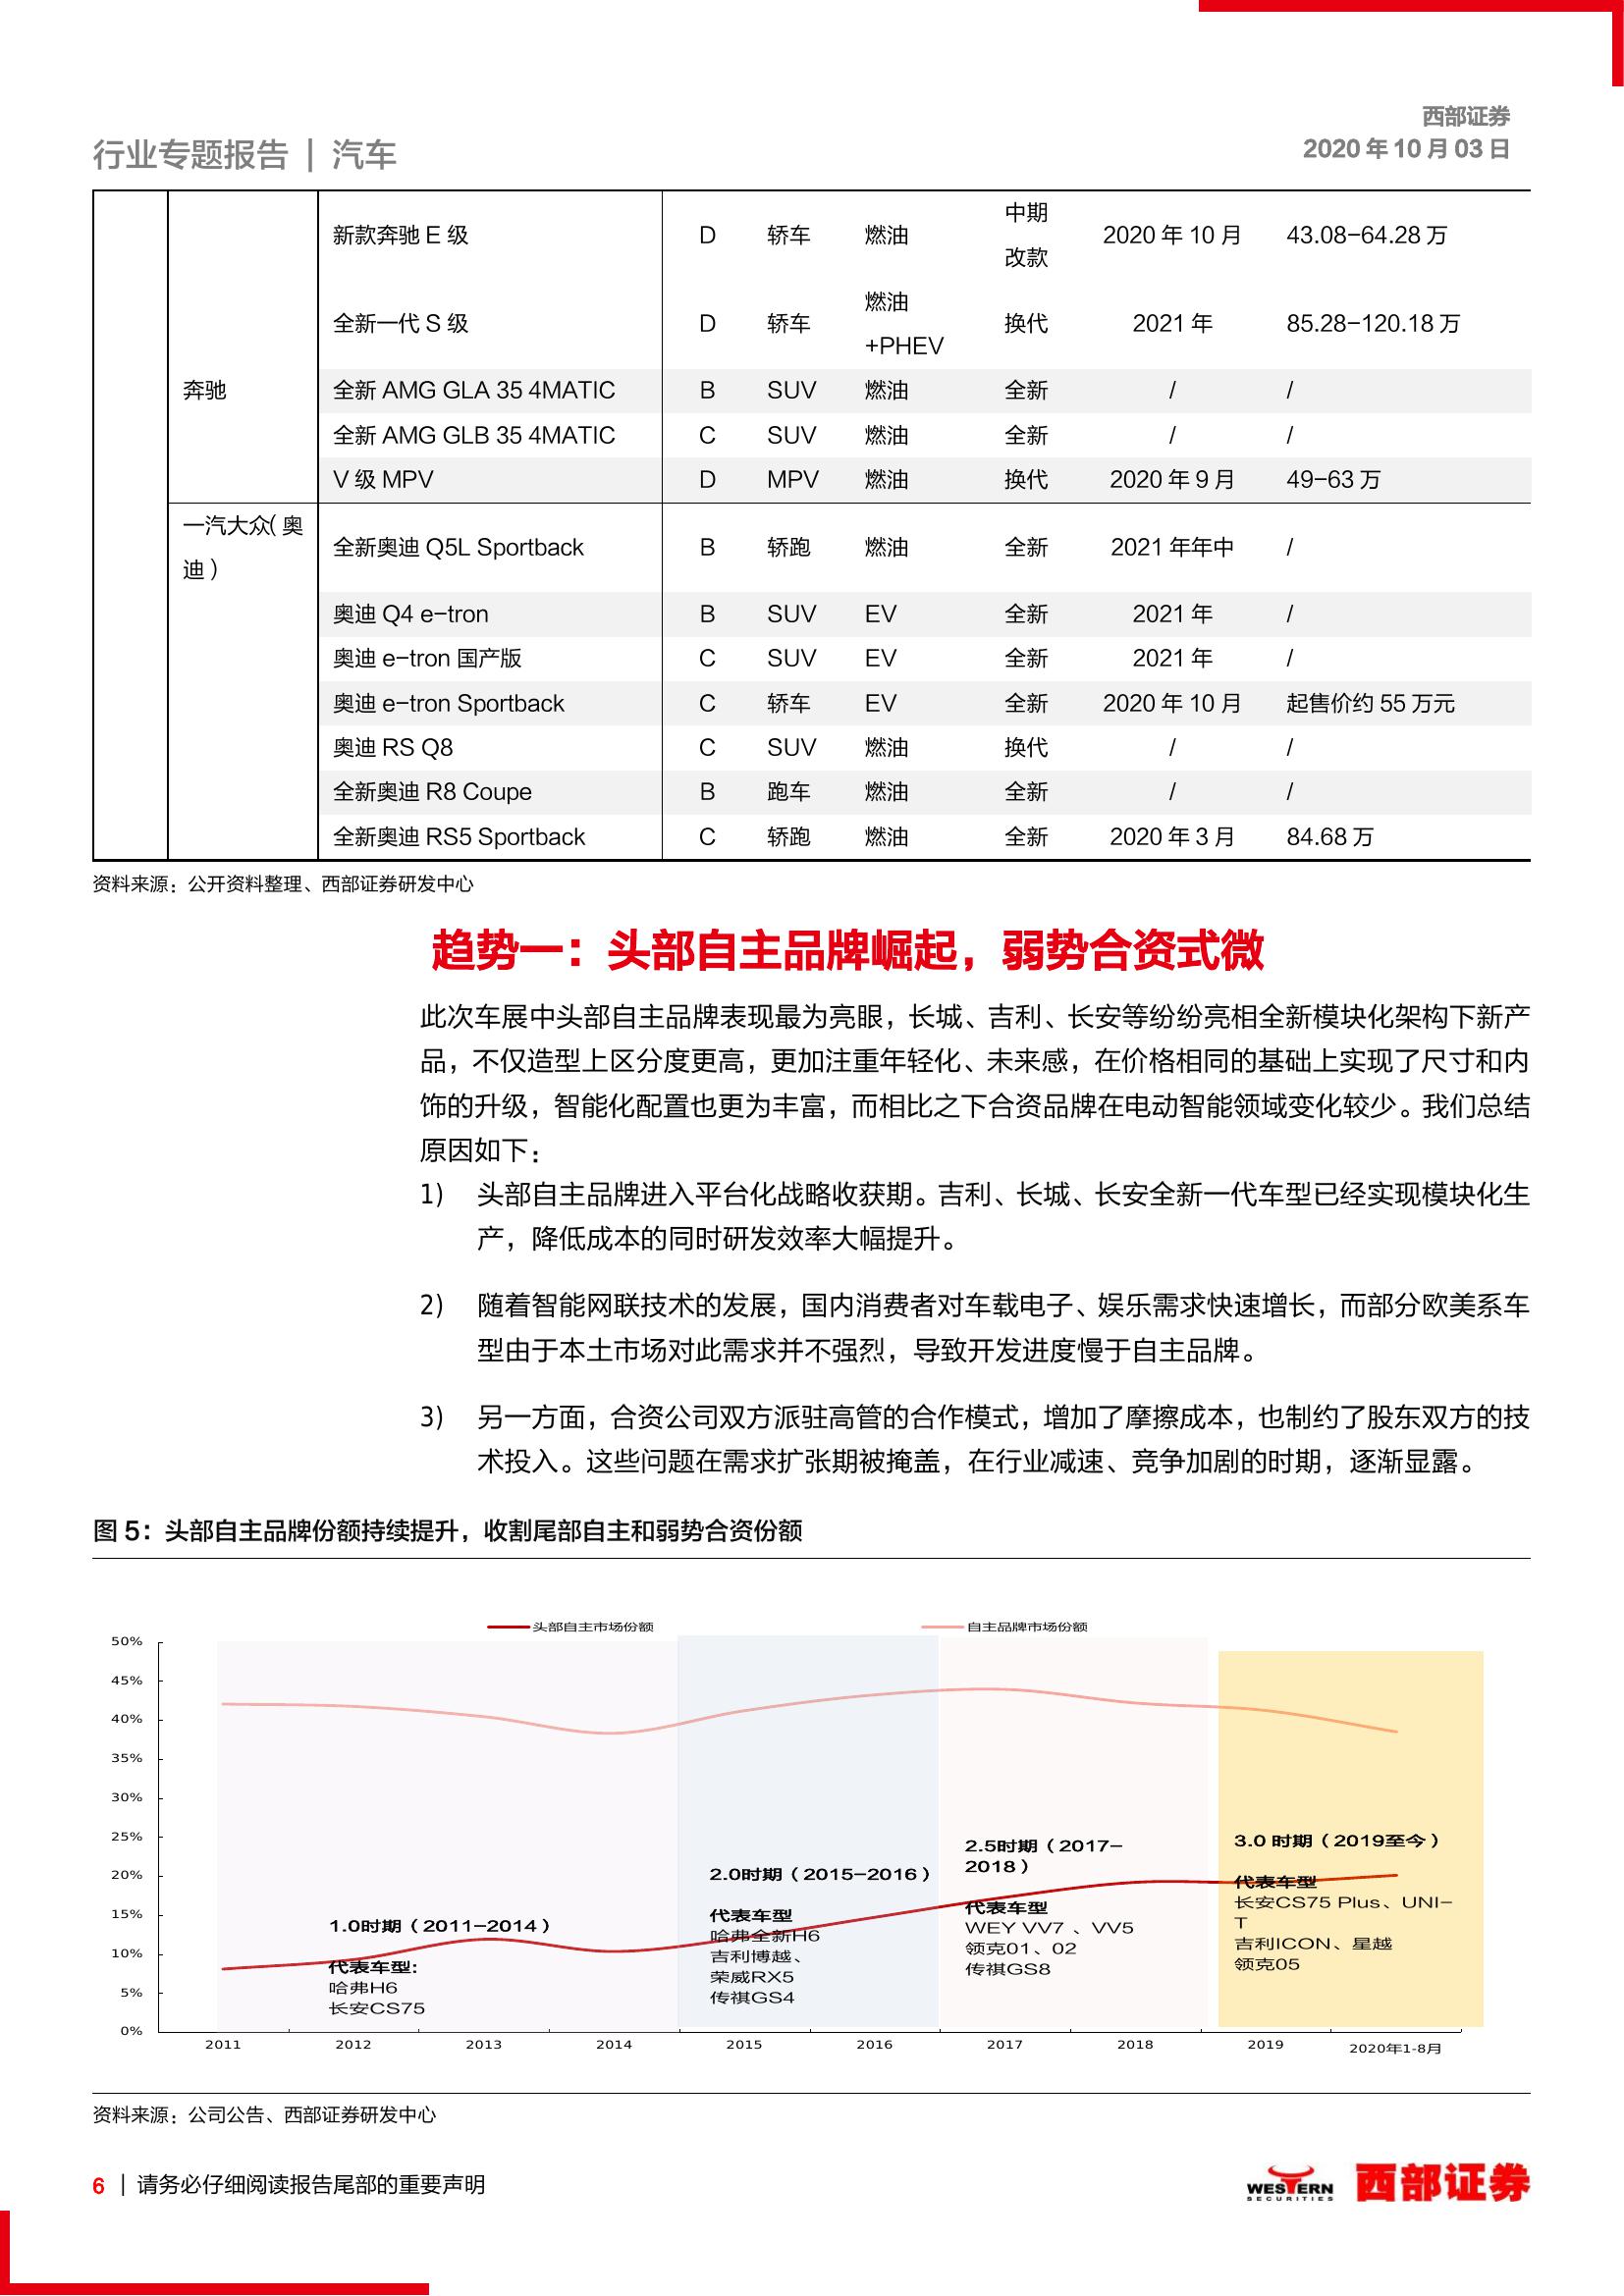 西部证券
行业专题报告 | 汽车
2020 年 10 月 03 日
奔驰
新款奔驰 E 级 D 轿车 燃油 中期改款 2020 年 10 月 43.08-64.28 万
全新一代 S 级 D 轿车 燃油+PHEV 换代 2021 年 85.28-120.18 万
全新 AMG GLA 35 4MATIC B SUV 燃油 全新 / /
全新 AMG GLB 35 4MATIC C SUV 燃油 全新 / /
V 级 MPV D MPV 燃油 换代 2020 年 9 月 49-63 万
一汽大众（奥迪）
全新奥迪 Q5L Sportback B 轿跑 燃油 全新 2021 年年中 /
奥迪 Q4 e-tron B SUV EV 全新 2021 年 /
奥迪 e-tron 国产版 C SUV EV 全新 2021 年 /
奥迪 e-tron Sportback C 轿车 EV 全新 2020 年 10 月 起售价约 55 万元
奥迪 RS Q8 C SUV 燃油 换代 / /
全新奥迪 R8 Coupe B 跑车 燃油 全新 / /
全新奥迪 RS5 Sportback C 轿跑 燃油 全新 2020 年 3 月 84.68 万
资料来源：公开资料整理、西部证券研发中心
趋势一：头部自主品牌崛起，弱势合资式微
此次车展中头部自主品牌表现最为亮眼，长城、吉利、长安等纷纷亮相全新模块化架构下新产
品，不仅造型上区分度更高，更加注重年轻化、未来感，在价格相同的基础上实现了尺寸和内
饰的升级，智能化配置也更为丰富，而相比之下合资品牌在电动智能领域变化较少。我们总结
原因如下：
1) 头部自主品牌进入平台化战略收获期。吉利、长城、长安全新一代车型已经实现模块化生
产，降低成本的同时研发效率大幅提升。
2) 随着智能网联技术的发展，国内消费者对车载电子、娱乐需求快速增长，而部分欧美系车
型由于本土市场对此需求并不强烈，导致开发进度慢于自主品牌。
3) 另一方面，合资公司双方派驻高管的合作模式，增加了摩擦成本，也制约了股东双方的技
术投入。这些问题在需求扩张期被掩盖，在行业减速、竞争加剧的时期，逐渐显露。
图 5：头部自主品牌份额持续提升，收割尾部自主和弱势合资份额
头部自主市场份额 自主品牌市场份额
50%
45%
40%
35%
30%
25%
20%
15%
10%
5%
0%
1.0时期（2011-2014）
代表车型:
哈弗H6
长安CS75
2.0时期（2015-2016）
代表车型
哈弗全新H6
吉利博越、
荣威RX5
传祺GS4
2.5时期（2017-
2018）
代表车型
WEY VV7 、VV5
领克01、02
传祺GS8
3.0 时期（2019至今）
代表车型
长安CS75 Plus、UNI-
T
吉利ICON、星越
领克05
2011 2012 2013 2014 2015 2016 2017 2018 2019 2020年1-8月
资料来源：公司公告、西部证券研发中心
6 | 请务必仔细阅读报告尾部的重要声明
WESTERN
SECURITIES
西部证券